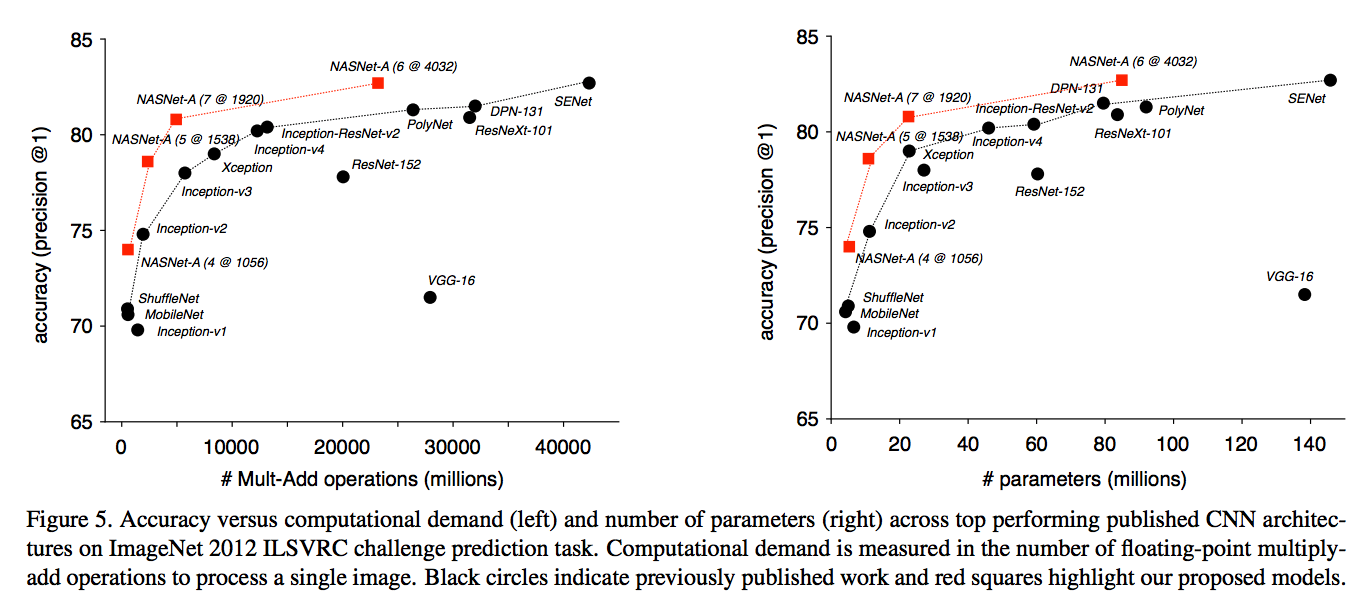 85
80
75
70
65
accuracy (precision @1)
0
10000
20000
30000
40000
# Mult-Add operations (millions)
NASNet-A (6 @ 4032)
NASNet-A (7 @ 1920)
NASNet-A (5 @ 1538)
NASNet-A (4 @ 1056)
SENet
DPN-131
PolyNet
ResNeXt-101
Inception-ResNet-v2
Inception-v4
Xception
ResNet-152
Inception-v3
Inception-v2
VGG-16
ShuffleNet
MobileNet
Inception-v1
85
80
75
70
65
accuracy (precision @1)
0
20
40
60
80
100
120
140
# parameters (millions)
NASNet-A (6 @ 4032)
DPN-131
NASNet-A (7 @ 1920)
SENet
Inception-ResNet-v2
PolyNet
NASNet-A (5 @ 1538)
ResNeXt-101
Inception-v4
Xception
Inception-v3
ResNet-152
Inception-v2
NASNet-A (4 @ 1056)
VGG-16
ShuffleNet
MobileNet
Inception-v1
Figure 5. Accuracy versus computational demand (left) and number of parameters (right) across top performing published CNN architec-
tures on ImageNet 2012 ILSVRC challenge prediction task. Computational demand is measured in the number of floating-point multiply-
add operations to process a single image. Black circles indicate previously published work and red squares highlight our proposed models.